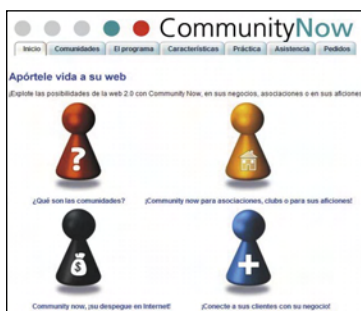 CommunityNow
Inicio Comunidades El programa Características Práctica Asistencia Pedidos
Apórtele vida a su web
¡Explote las posibilidades de la web 2.0 con Community Now, en sus negocios, asociaciones o en sus aficiones
?
¿Qué son las comunidades? ¡Community now para asociaciones, clubs o para sus aficiones!
$ +
Community now, ¡su despegue en Internet! ¡Conecte a sus clientes con su negocio!